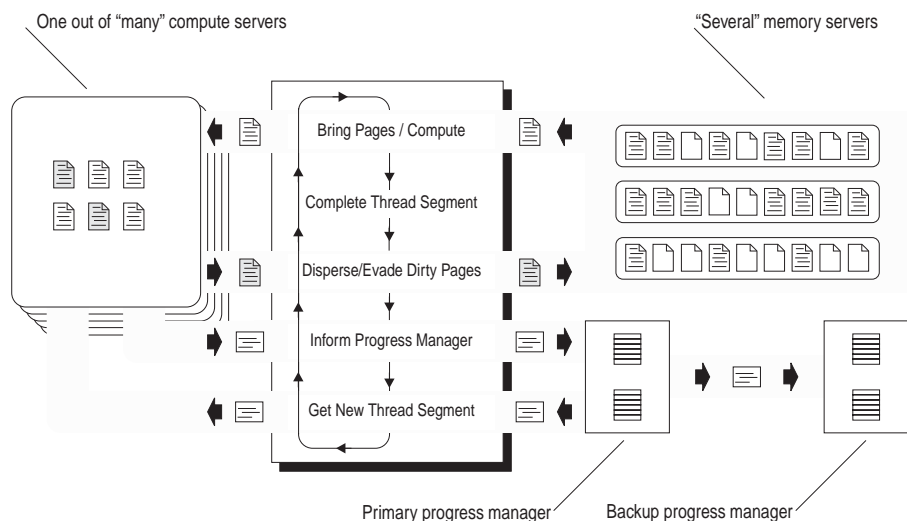 One out of “many” compute servers
“Several” memory servers
Bring Pages / Compute
Complete Thread Segment
Disperse/Evade Dirty Pages
Inform Progress Manager
Get New Thread Segment
Primary progress manager
Backup progress manager